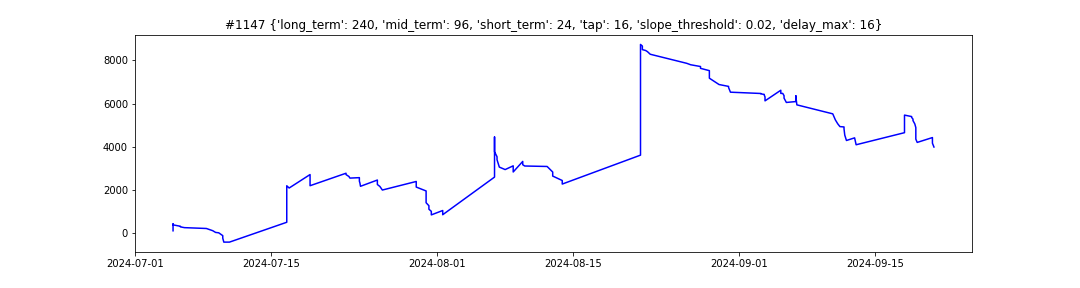 #1147 {'long_term': 240, 'mid_term': 96, 'short_term': 24, 'tap': 16, 'slope_threshold': 0.02, 'delay_max': 16}
8000
6000
4000
2000
0
2024-07-01 2024-07-15 2024-08-01 2024-08-15 2024-09-01 2024-09-15